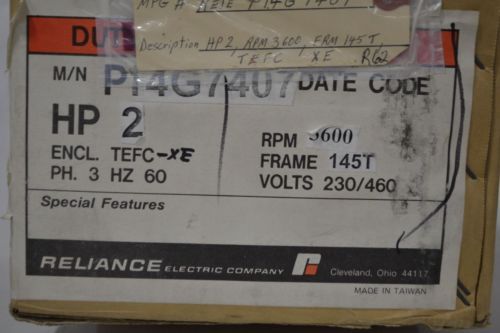 MFG # P14G7407
Description HP 2, RPM 3600, FRM 145T,
TEFC XE R62
DUT
M/N P14G7407 DATE CODE
HP 2
RPM 3600
ENCL. TEFC-XE
FRAME 145T
PH. 3 HZ 60
VOLTS 230/460
Special Features
RELIANCE ELECTRIC COMPANY
Cleveland, Ohio 44117
MADE IN TAIWAN